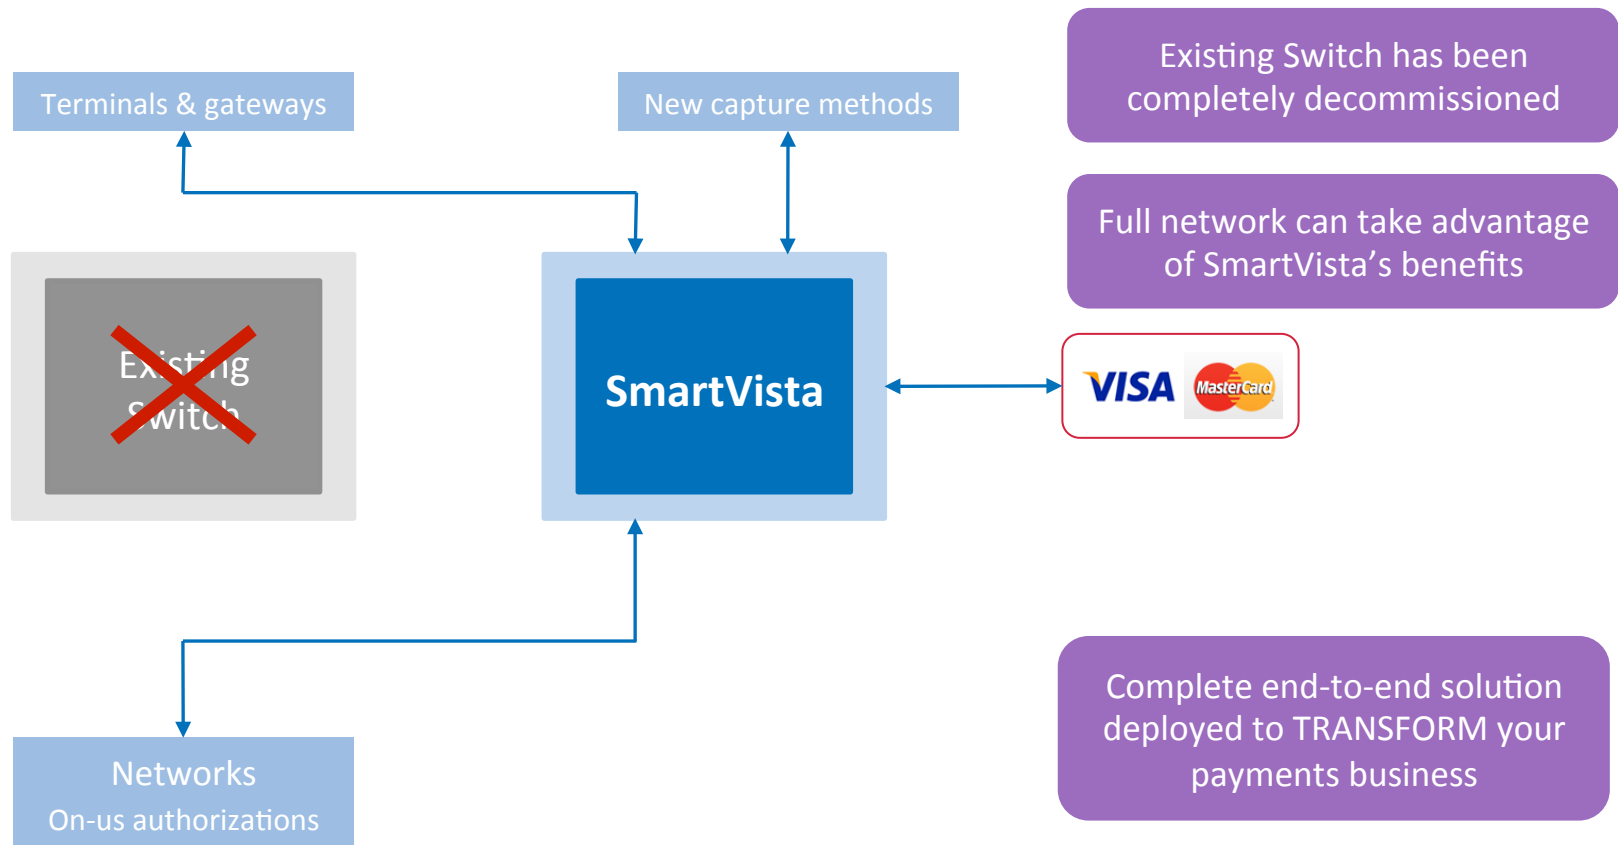 Terminals & gateways
New capture methods
Existing Switch has been
completely decommissioned
Full network can take advantage
of SmartVista’s benefits
Existing
Switch
SmartVista
VISA
MasterCard
Networks
On-us authorizations
Complete end-to-end solution
deployed to TRANSFORM your
payments business